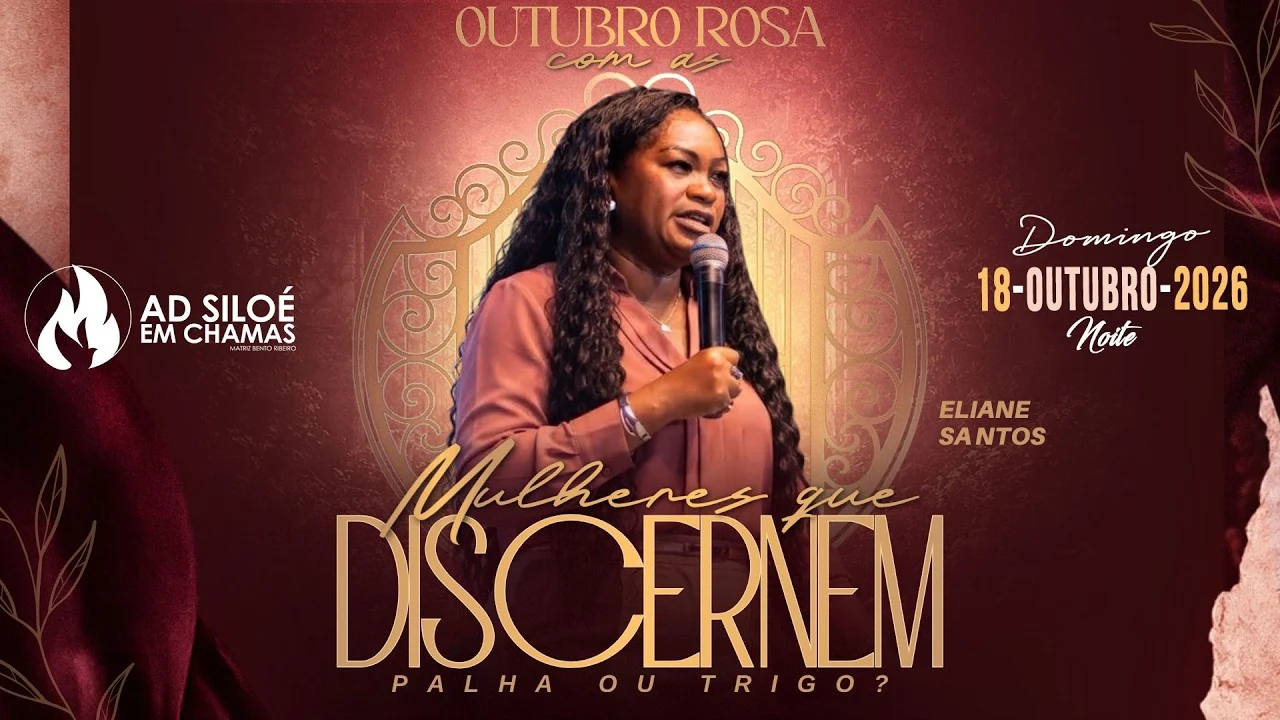 OUTUBRO ROSA
com as
AD SILOÉ
EM CHAMAS
MATRIZ BENTO RIBEIRO
Domingo
18-OUTUBRO-2026
Noite
ELIANE
SANTOS
Mulheres que
DISCERNEM
PALHA OU TRIGO?